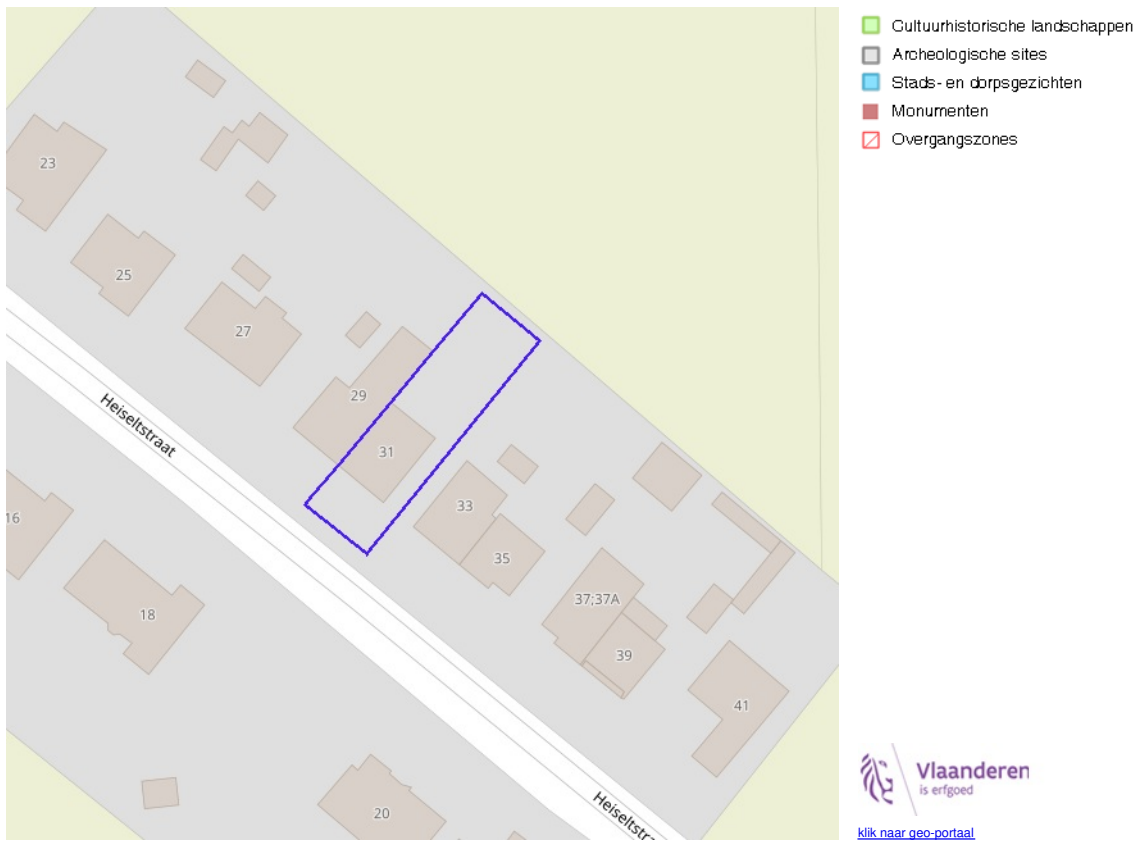 Cultuurhistorische landschappen
Archeologische sites
Stads- en dorpsgezichten
Monumenten
Overgangszones
23
25
27
29
31
Heiseltstraat
33
35
16
18
37;37A
39
41
20
Heiseltstra
Vlaanderen
is erfgoed
klik naar geo-portaal